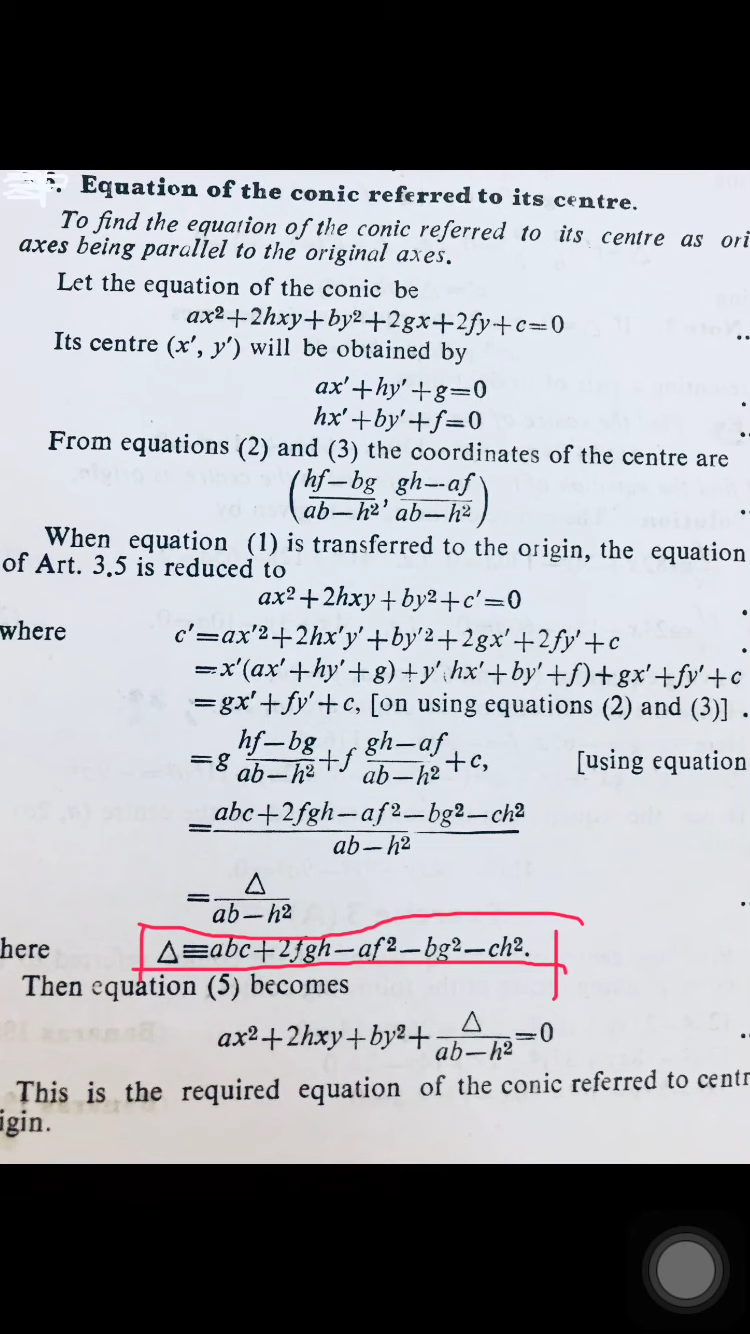 Equation of the conic referred to its centre.
To find the equation of the conic referred to its centre as ori
axes being parallel to the original axes.
Let the equation of the conic be
ax²+2hxy+by²+2gx+2fy+c=0 ..
Its centre (x′, y′) will be obtained by
ax′+hy′+g=0 .
hx′+by′+f=0 ..
From equations (2) and (3) the coordinates of the centre are
(hf−bg/ab−h², gh−af/ab−h²) ..
When equation (1) is transferred to the origin, the equation
of Art. 3.5 is reduced to
ax²+2hxy+by²+c′=0 .
where c′=ax′²+2hx′y′+by′²+2gx′+2fy′+c .
=x′(ax′+hy′+g)+y′(hx′+by′+f)+gx′+fy′+c
=gx′+fy′+c, [on using equations (2) and (3)] .
=g hf−bg/ab−h²+f gh−af/ab−h²+c, [using equation
=abc+2fgh−af²−bg²−ch²/ab−h²
=△/ab−h² ..
here △≡abc+2fgh−af²−bg²−ch².
Then equation (5) becomes
ax²+2hxy+by²+△/ab−h²=0 ..
This is the required equation of the conic referred to centr
igin.